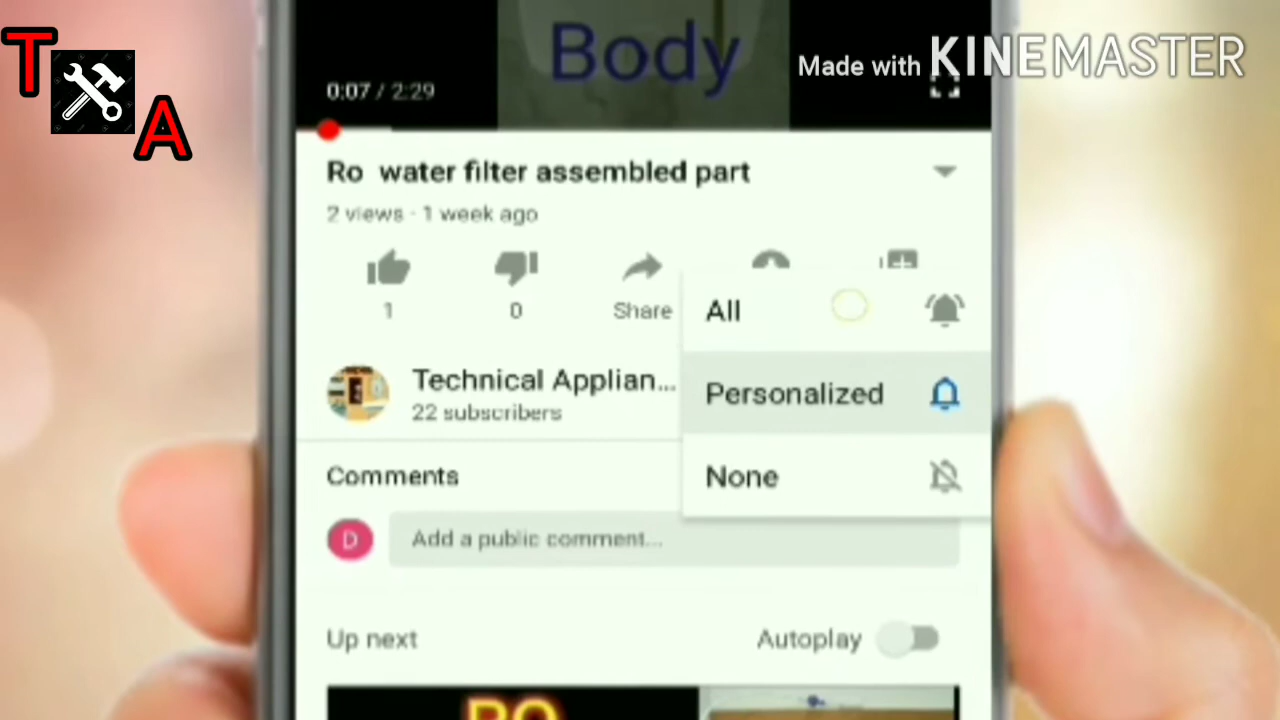 T
A
Made with KINEMASTER
Body
0:07 / 2:29
Ro water filter assembled part
2 views · 1 week ago
1
0
Share
All
Technical Applian...
22 subscribers
Personalized
None
Comments
D
Add a public comment...
Up next
Autoplay
RO